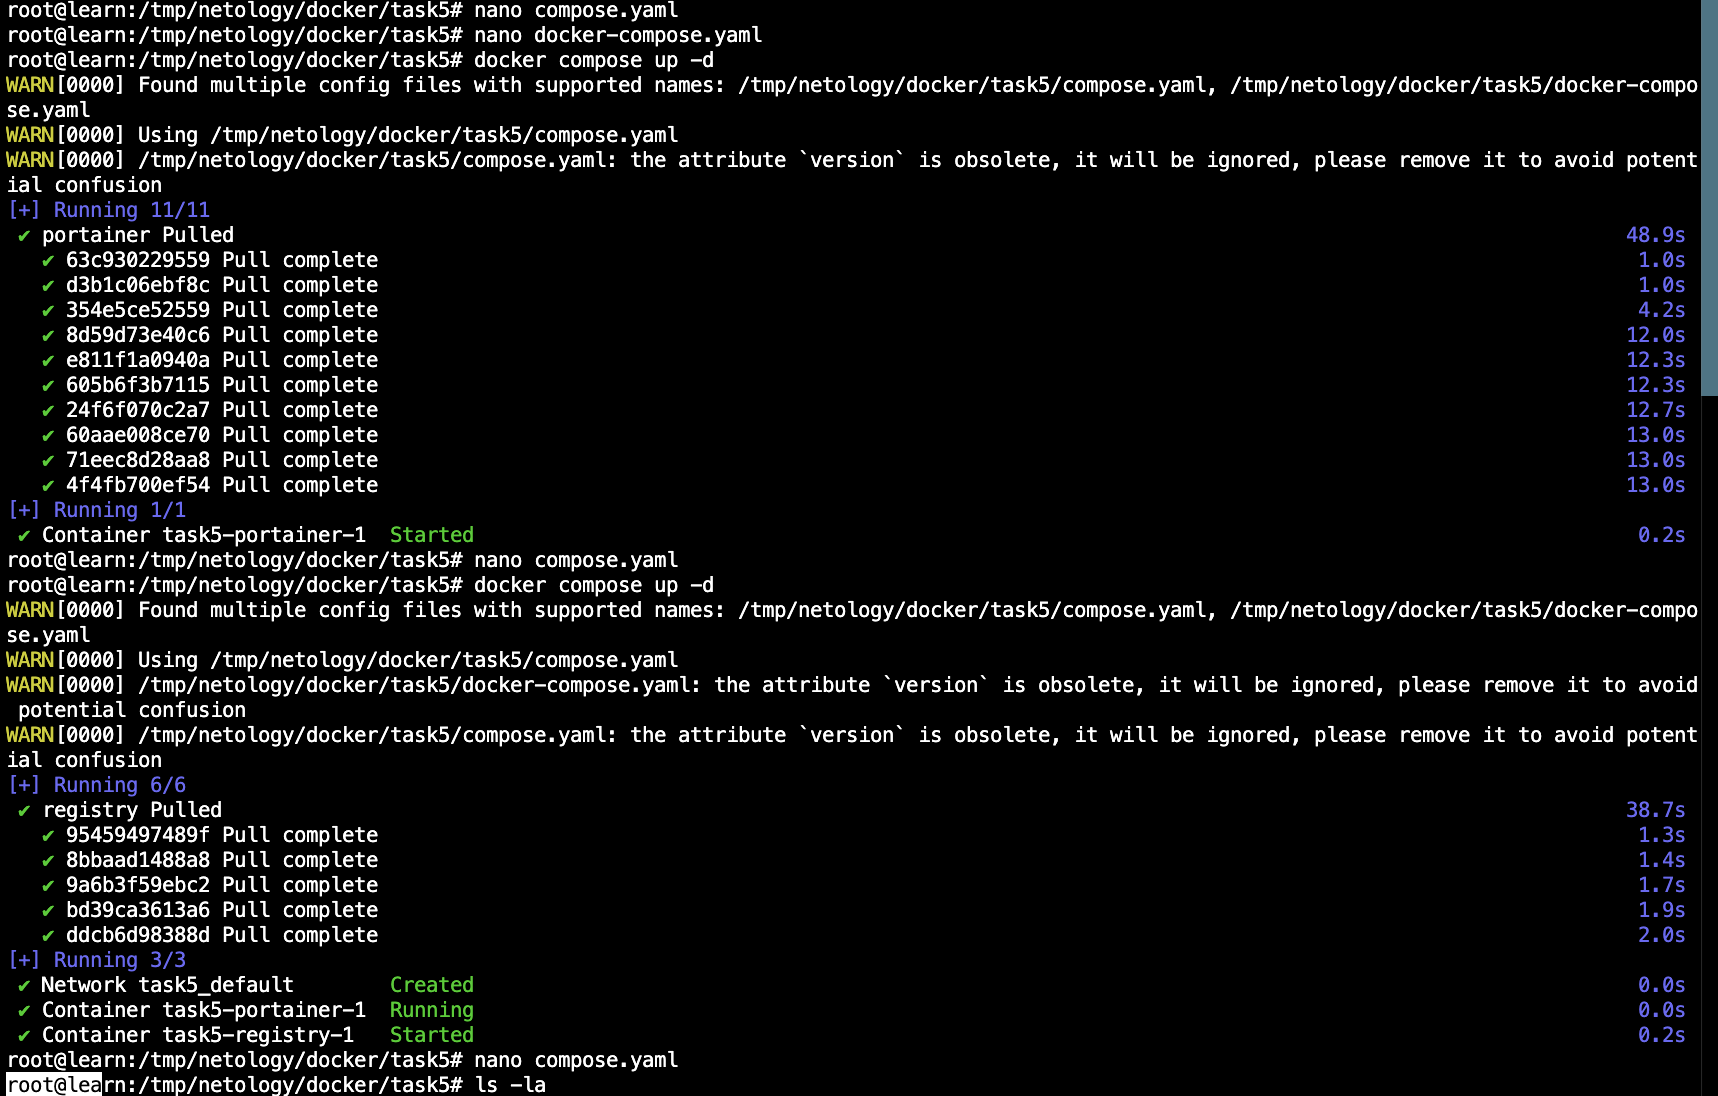 root@learn:/tmp/netology/docker/task5# nano compose.yaml
root@learn:/tmp/netology/docker/task5# nano docker-compose.yaml
root@learn:/tmp/netology/docker/task5# docker compose up -d
WARN[0000] Found multiple config files with supported names: /tmp/netology/docker/task5/compose.yaml, /tmp/netology/docker/task5/docker-compo
se.yaml
WARN[0000] Using /tmp/netology/docker/task5/compose.yaml
WARN[0000] /tmp/netology/docker/task5/compose.yaml: the attribute `version` is obsolete, it will be ignored, please remove it to avoid potent
ial confusion
[+] Running 11/11
✔ portainer Pulled 48.9s
✔ 63c930229559 Pull complete 1.0s
✔ d3b1c06ebf8c Pull complete 1.0s
✔ 354e5ce52559 Pull complete 4.2s
✔ 8d59d73e40c6 Pull complete 12.0s
✔ e811f1a0940a Pull complete 12.3s
✔ 605b6f3b7115 Pull complete 12.3s
✔ 24f6f070c2a7 Pull complete 12.7s
✔ 60aae008ce70 Pull complete 13.0s
✔ 71eec8d28aa8 Pull complete 13.0s
✔ 4f4fb700ef54 Pull complete 13.0s
[+] Running 1/1
✔ Container task5-portainer-1 Started 0.2s
root@learn:/tmp/netology/docker/task5# nano compose.yaml
root@learn:/tmp/netology/docker/task5# docker compose up -d
WARN[0000] Found multiple config files with supported names: /tmp/netology/docker/task5/compose.yaml, /tmp/netology/docker/task5/docker-compo
se.yaml
WARN[0000] Using /tmp/netology/docker/task5/compose.yaml
WARN[0000] /tmp/netology/docker/task5/docker-compose.yaml: the attribute `version` is obsolete, it will be ignored, please remove it to avoid
potential confusion
WARN[0000] /tmp/netology/docker/task5/compose.yaml: the attribute `version` is obsolete, it will be ignored, please remove it to avoid potent
ial confusion
[+] Running 6/6
✔ registry Pulled 38.7s
✔ 95459497489f Pull complete 1.3s
✔ 8bbaad1488a8 Pull complete 1.4s
✔ 9a6b3f59ebc2 Pull complete 1.7s
✔ bd39ca3613a6 Pull complete 1.9s
✔ ddcb6d98388d Pull complete 2.0s
[+] Running 3/3
✔ Network task5_default Created 0.0s
✔ Container task5-portainer-1 Running 0.0s
✔ Container task5-registry-1 Started 0.2s
root@learn:/tmp/netology/docker/task5# nano compose.yaml
root@learn:/tmp/netology/docker/task5# ls -la